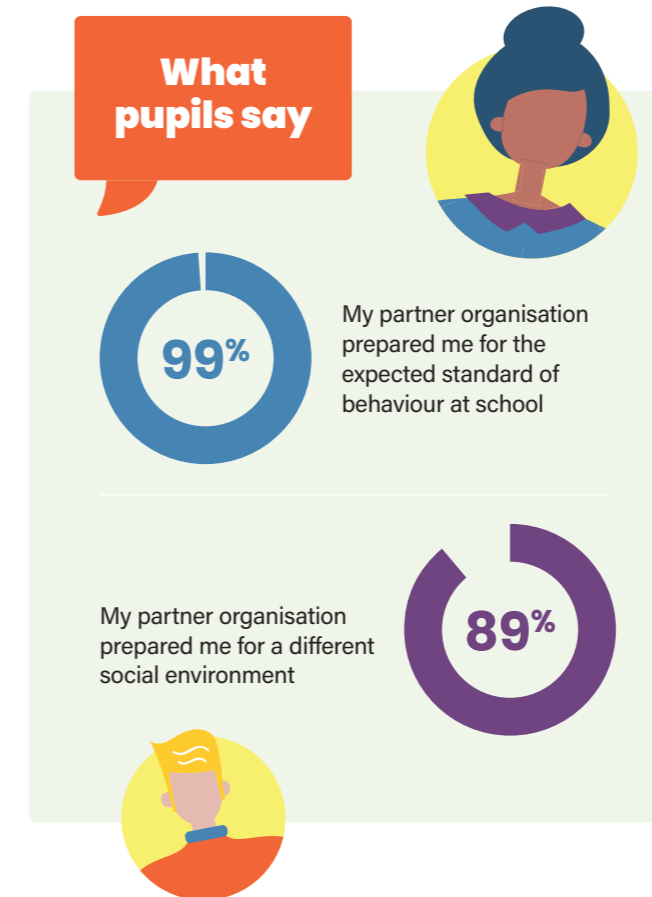 What
pupils say
99%
My partner organisation
prepared me for the
expected standard of
behaviour at school
My partner organisation
prepared me for a different
social environment
89%